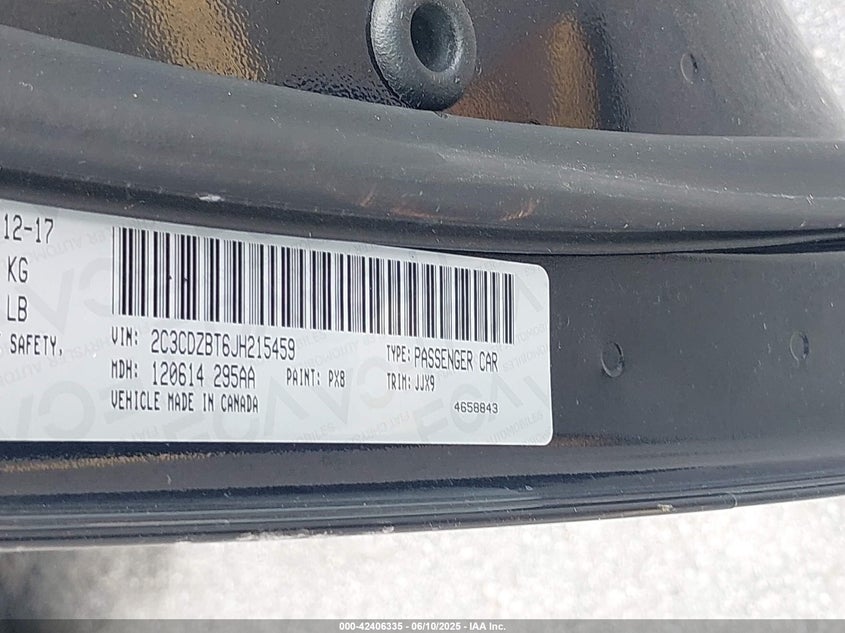 12-17
KG
LB
SAFETY,
VIN: 2C3CDZBT6JH215459
TYPE: PASSENGER CAR
MDH: 120614 295AA
PAINT: PX8
TRIM: JJX9
VEHICLE MADE IN CANADA
4658843
000-42406335 - 06/10/2025 - IAA Inc.